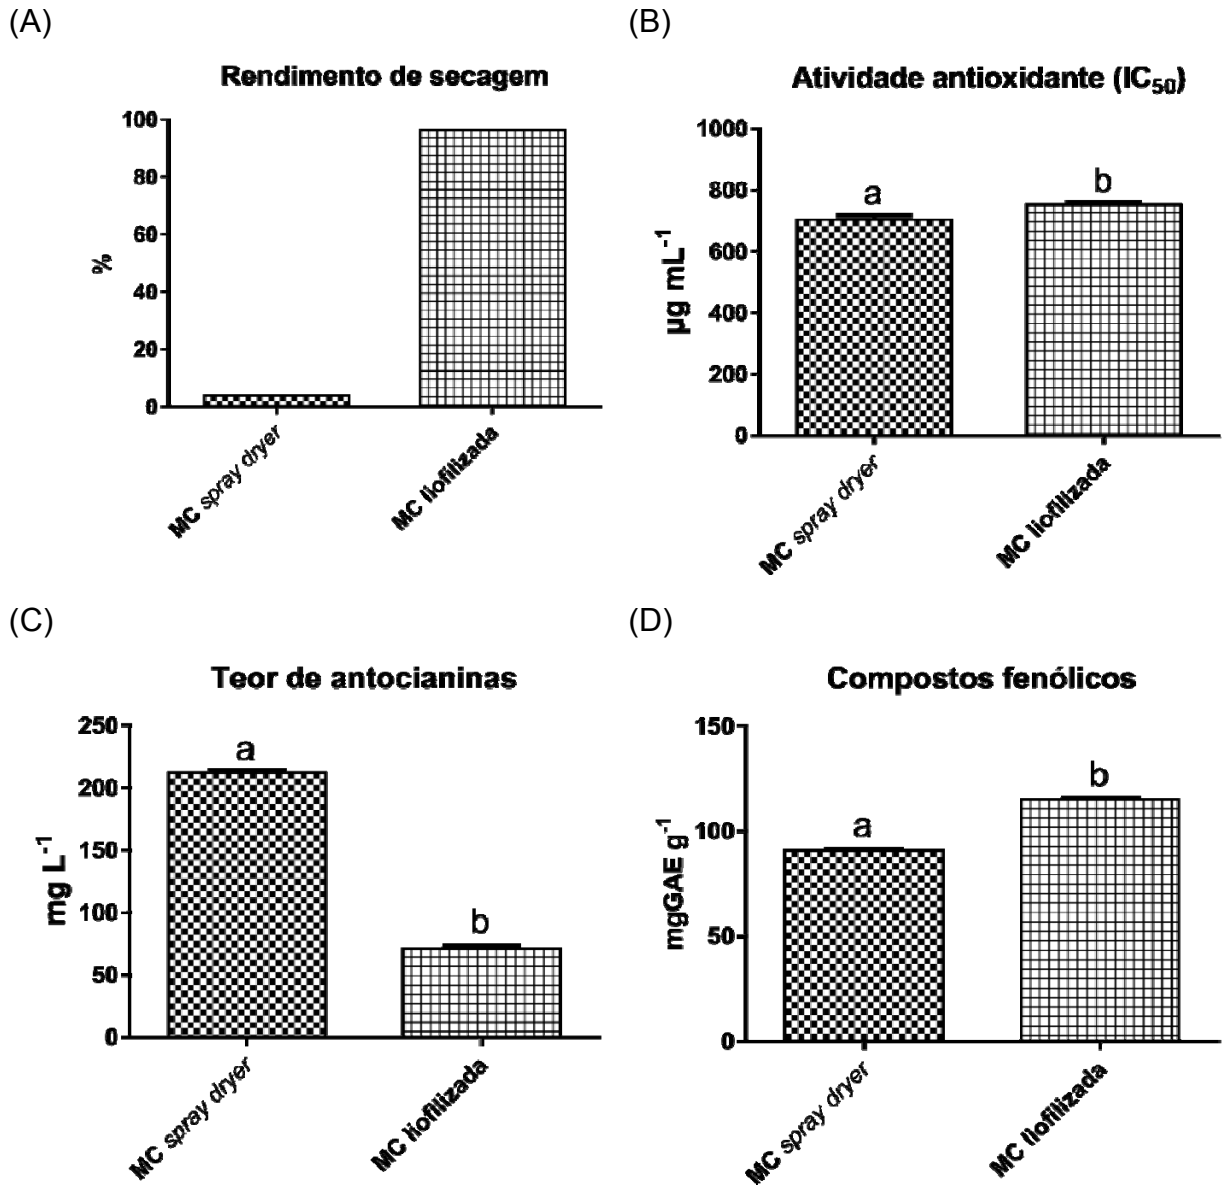 (A)
Rendimento de secagem
100
80
60
40
20
0
%
MC spray dryer
MC liofilizada
(B)
Atividade antioxidante (IC50)
1000
800
600
400
200
0
µg mL-1
a
b
MC spray dryer
MC liofilizada
(C)
Teor de antocianinas
250
200
150
100
50
0
mg L-1
a
b
MC spray dryer
MC liofilizada
(D)
Compostos fenólicos
150
100
50
0
mgGAE g-1
a
b
MC spray dryer
MC liofilizada